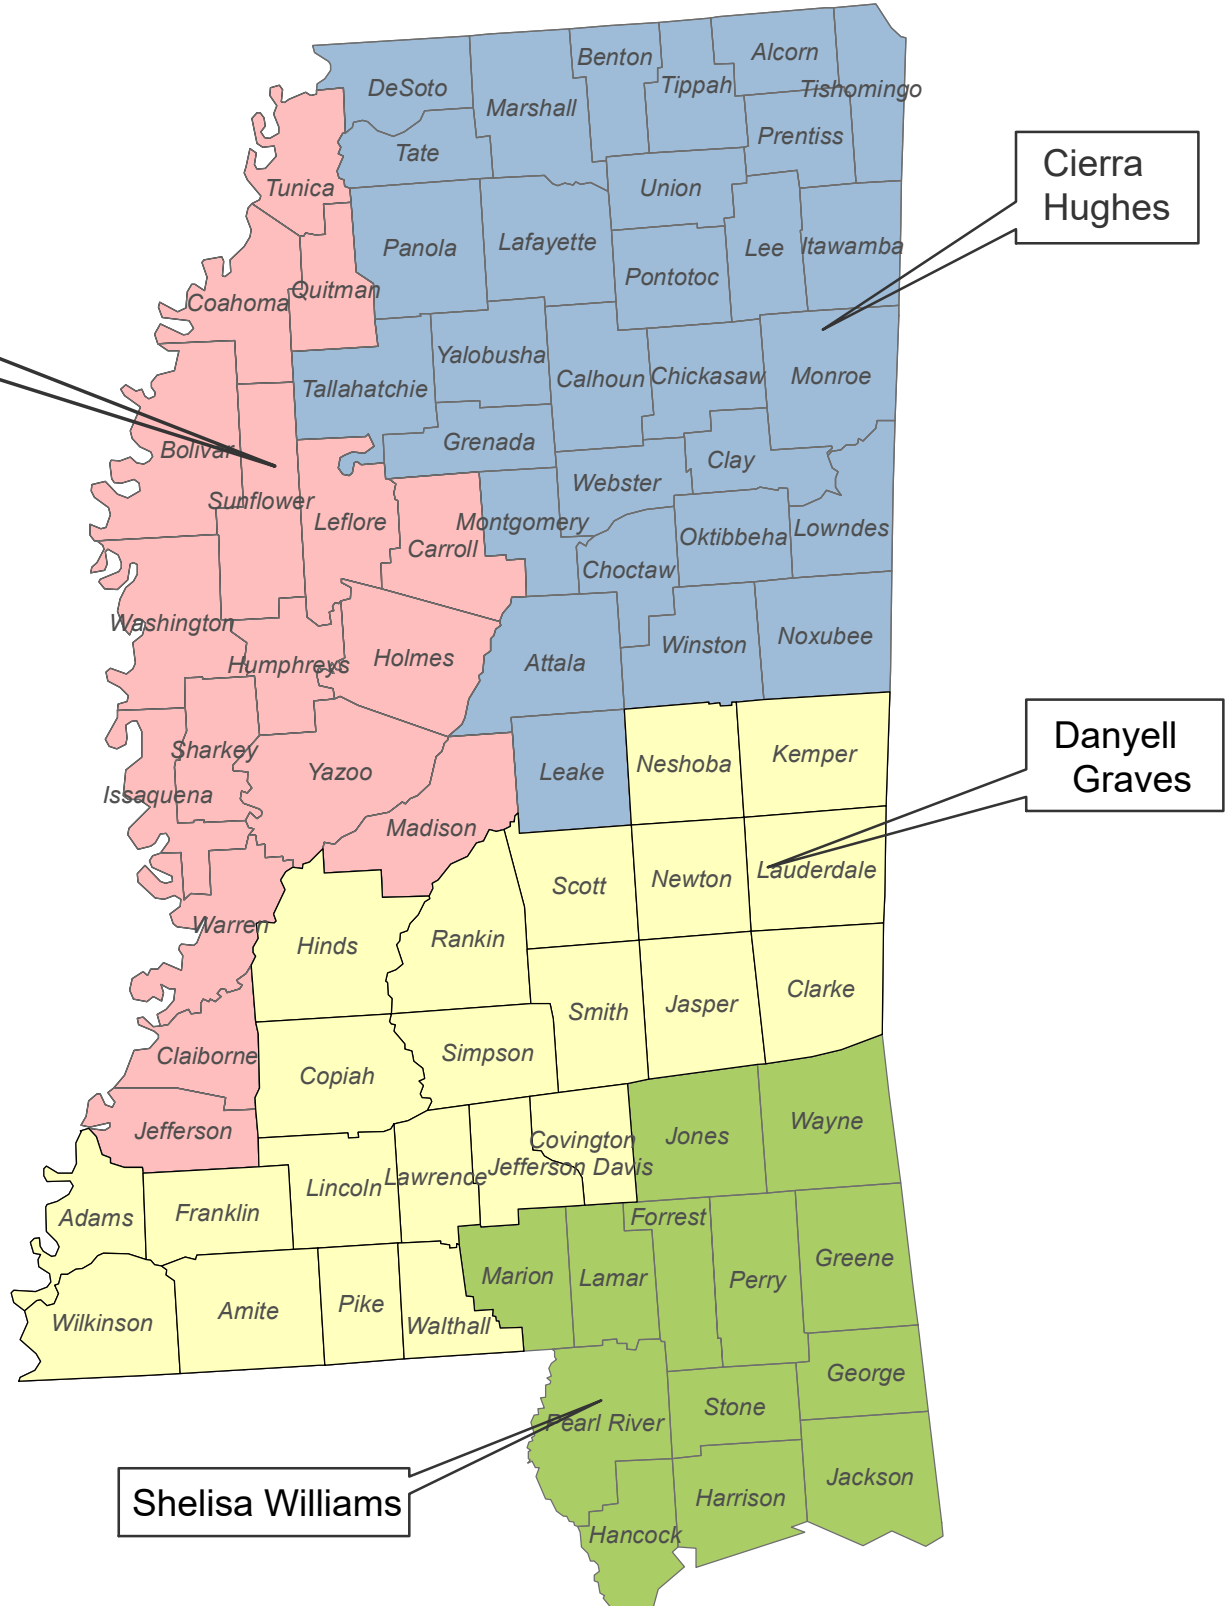 Benton
Alcorn
DeSoto
Tippah
Tishomingo
Marshall
Prentiss
Tate
Cierra
Hughes
Tunica
Union
Panola
Lafayette
Lee
Itawamba
Pontotoc
Quitman
Coahoma
Yalobusha
Calhoun
Chickasaw
Monroe
Tallahatchie
Grenada
Bolivar
Clay
Webster
Sunflower
Leflore
Montgomery
Lowndes
Oktibbeha
Carroll
Choctaw
Washington
Noxubee
Winston
Humphreys
Holmes
Attala
Danyell
Graves
Sharkey
Kemper
Neshoba
Yazoo
Leake
Issaquena
Madison
Lauderdale
Newton
Scott
Warren
Rankin
Hinds
Clarke
Jasper
Smith
Simpson
Claiborne
Copiah
Wayne
Jefferson
Jones
Covington
Jefferson Davis
Lawrence
Lincoln
Franklin
Adams
Forrest
Greene
Marion
Lamar
Perry
Pike
Amite
Wilkinson
Walthall
George
Stone
Pearl River
Jackson
Harrison
Shelisa Williams
Hancock